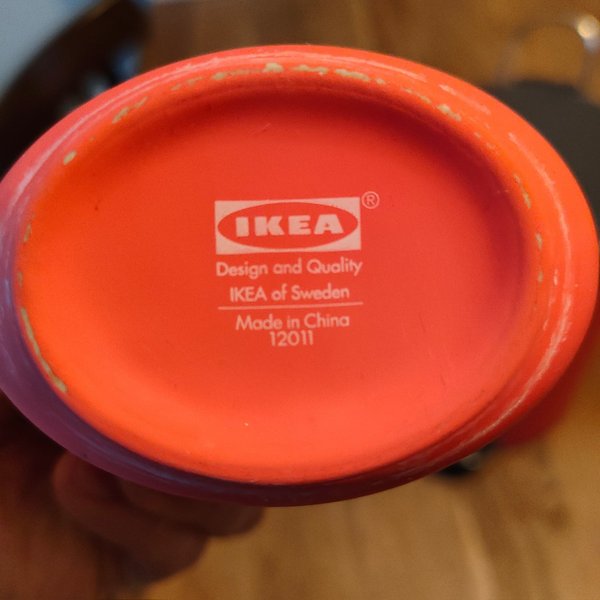 IKEA®
Design and Quality
IKEA of Sweden
Made in China
12011